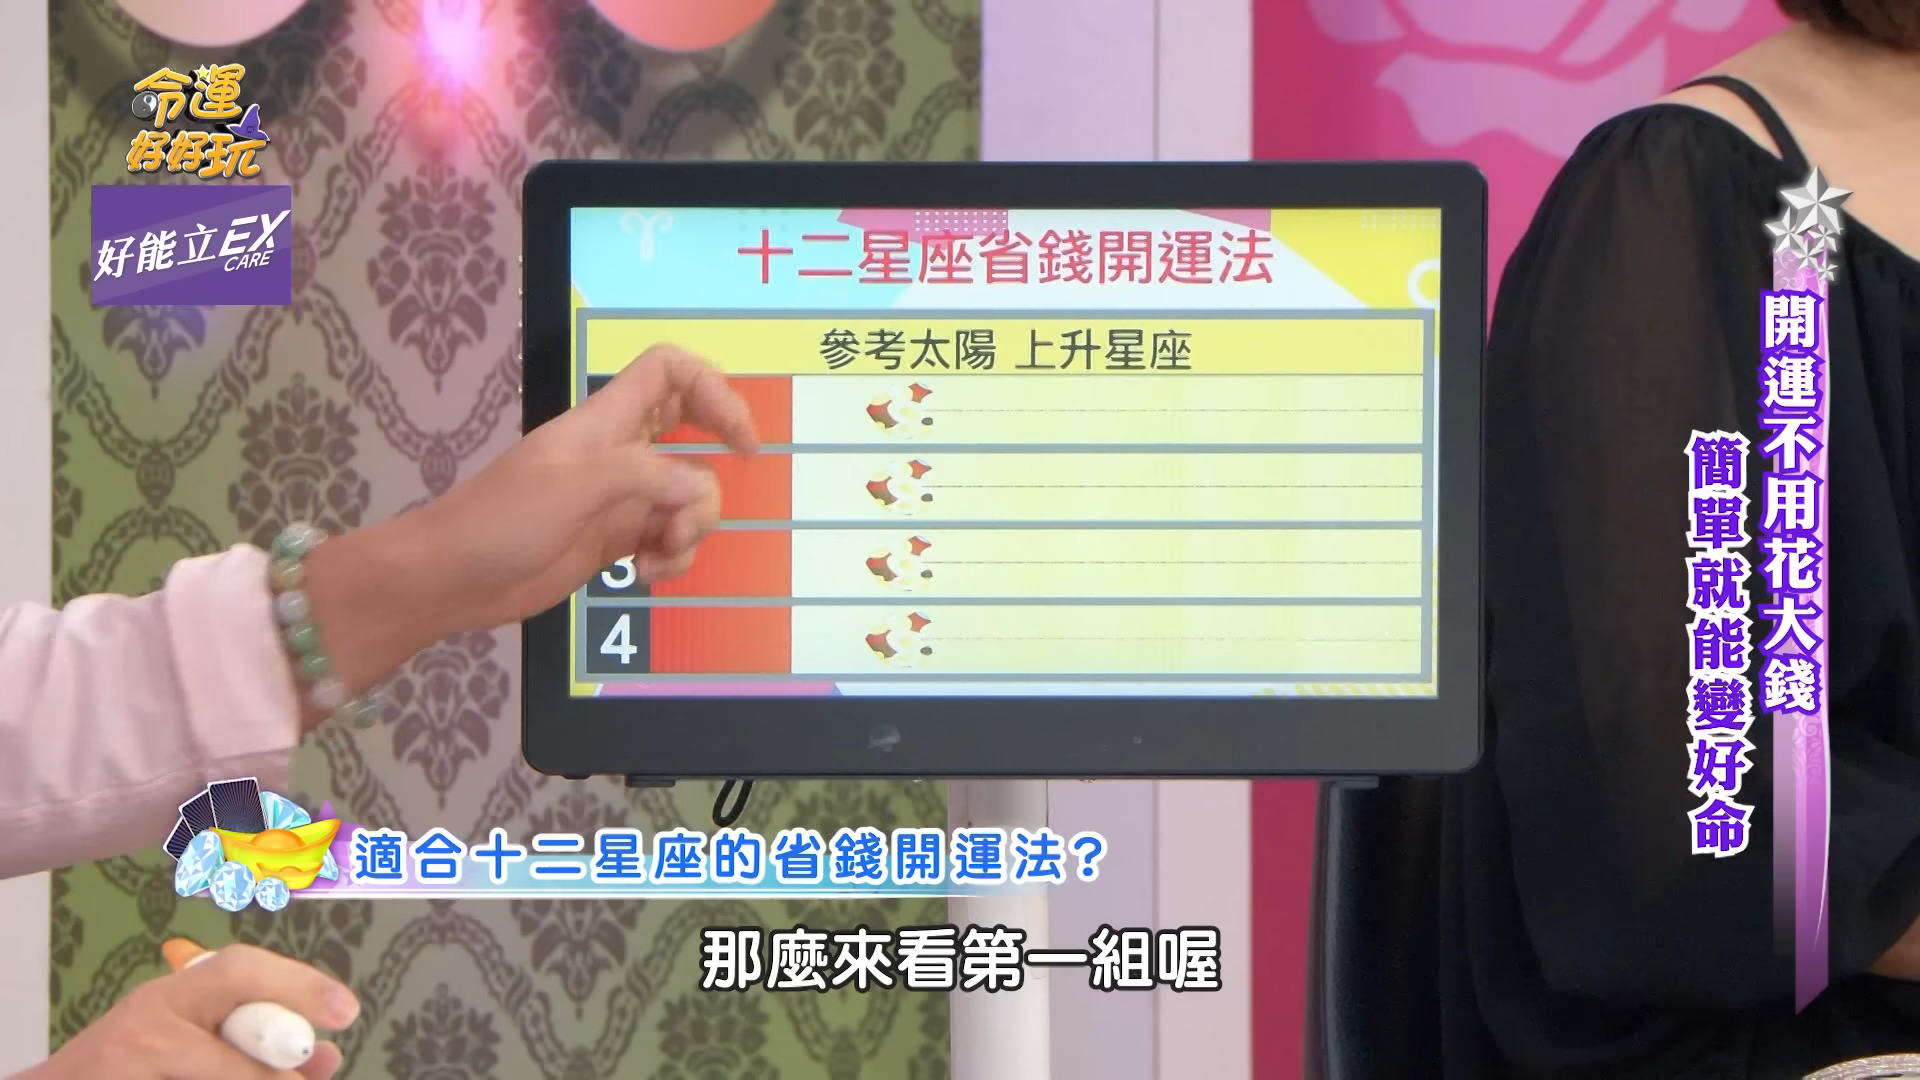 命運
好好玩
好能立EX
CARE
十二星座省錢開運法
參考太陽 上升星座
3
4
開運不用花大錢
簡單就能變好命
適合十二星座的省錢開運法?
那麼來看第一組喔